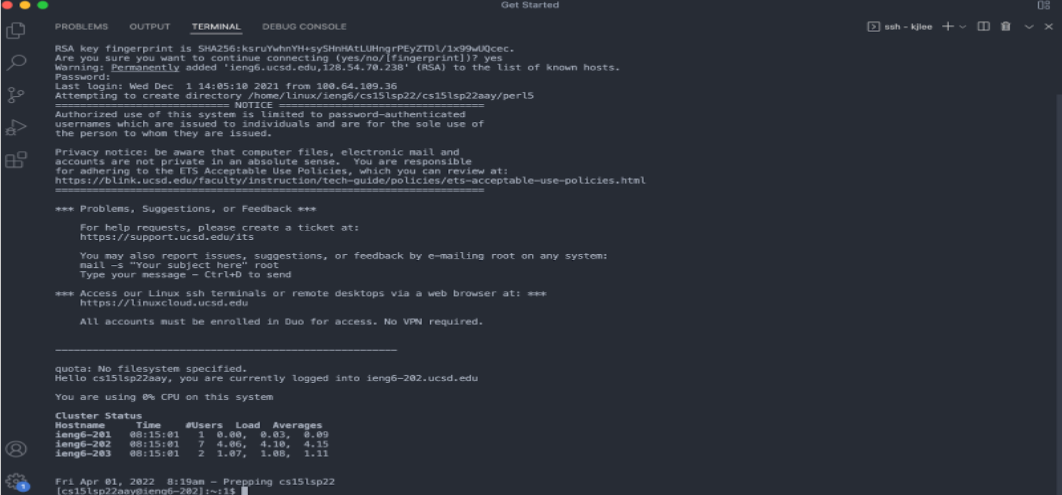 Get Started
PROBLEMS OUTPUT TERMINAL DEBUG CONSOLE ssh - kjlee
RSA key fingerprint is SHA256:ksruYwhnYH+sySHnHAtLUHngrPEyZTDl/1x99wUQcec.
Are you sure you want to continue connecting (yes/no/[fingerprint])? yes
Warning: Permanently added 'ieng6.ucsd.edu,128.54.70.238' (RSA) to the list of known hosts.
Password:
Last login: Wed Dec 1 14:05:10 2021 from 100.64.109.36
Attempting to create directory /home/linux/ieng6/cs15lsp22/cs15lsp22aay/perl5
============================ NOTICE =================================
Authorized use of this system is limited to password-authenticated
usernames which are issued to individuals and are for the sole use of
the person to whom they are issued.
Privacy notice: be aware that computer files, electronic mail and
accounts are not private in an absolute sense. You are responsible
for adhering to the ETS Acceptable Use Policies, which you can review at:
https://blink.ucsd.edu/faculty/instruction/tech-guide/policies/ets-acceptable-use-policies.html
=====================================================================
*** Problems, Suggestions, or Feedback ***
For help requests, please create a ticket at:
https://support.ucsd.edu/its
You may also report issues, suggestions, or feedback by e-mailing root on any system:
mail -s "Your subject here" root
Type your message - Ctrl+D to send
*** Access our Linux ssh terminals or remote desktops via a web browser at: ***
https://linuxcloud.ucsd.edu
All accounts must be enrolled in Duo for access. No VPN required.
_______________________________________________________
quota: No filesystem specified.
Hello cs15lsp22aay, you are currently logged into ieng6-202.ucsd.edu
You are using 0% CPU on this system
Cluster Status
Hostname Time #Users Load Averages
ieng6-201 08:15:01 1 0.00, 0.03, 0.09
ieng6-202 08:15:01 7 4.06, 4.10, 4.15
ieng6-203 08:15:01 2 1.07, 1.08, 1.11
Fri Apr 01, 2022 8:19am - Prepping cs15lsp22
[cs15lsp22aay@ieng6-202]:~:1$
1